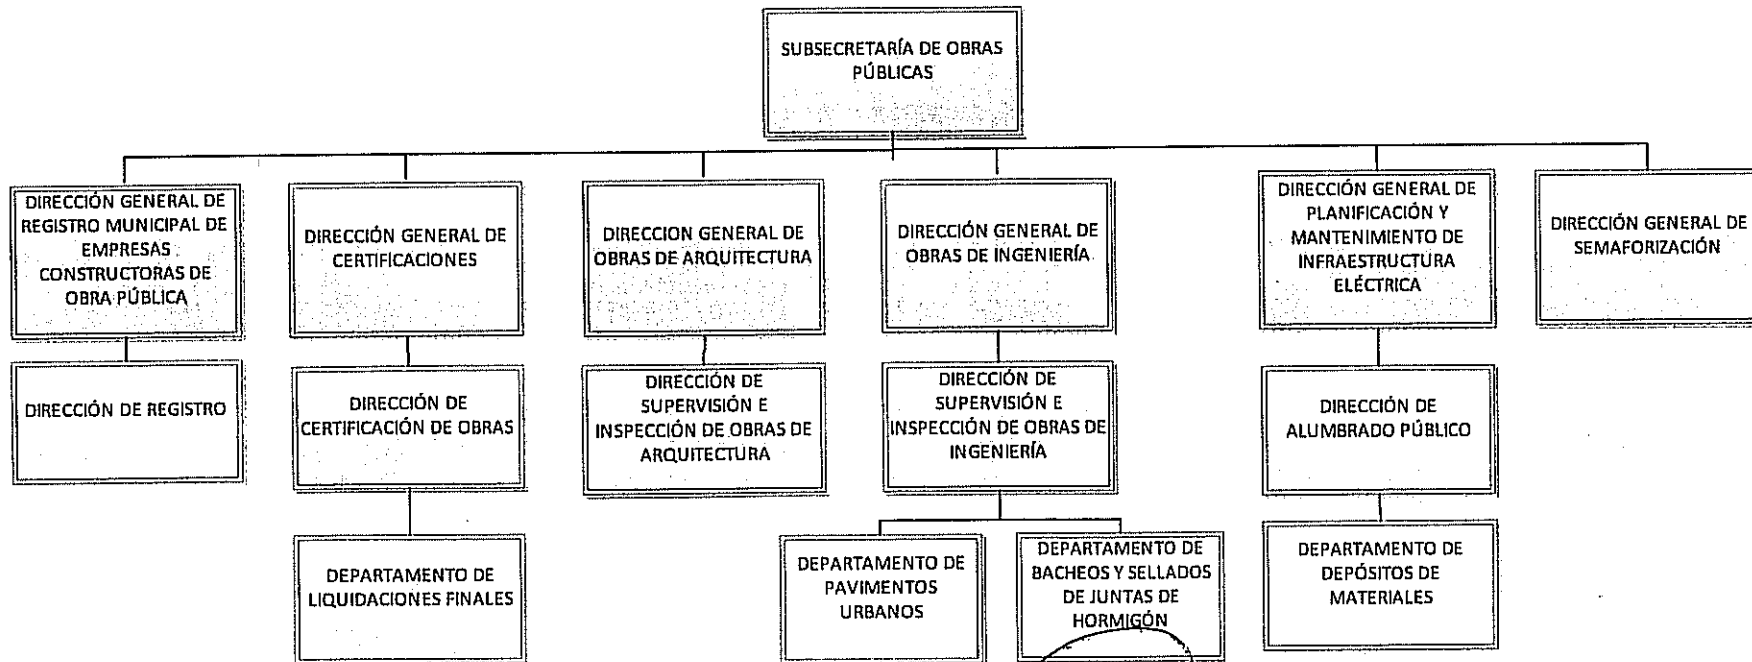 SUBSECRETARÍA DE OBRAS
PÚBLICAS
DIRECCIÓN GENERAL DE
REGISTRO MUNICIPAL DE
EMPRESAS
CONSTRUCTORAS DE
OBRA PÚBLICA
DIRECCIÓN GENERAL DE
CERTIFICACIONES
DIRECCION GENERAL DE
OBRAS DE ARQUITECTURA
DIRECCIÓN GENERAL DE
OBRAS DE INGENIERÍA
DIRECCIÓN GENERAL DE
PLANIFICACIÓN Y
MANTENIMIENTO DE
INFRAESTRUCTURA
ELÉCTRICA
DIRECCIÓN GENERAL DE
SEMAFORIZACIÓN
DIRECCIÓN DE REGISTRO
DIRECCIÓN DE
CERTIFICACIÓN DE OBRAS
DIRECCIÓN DE
SUPERVISIÓN E
INSPECCIÓN DE OBRAS DE
ARQUITECTURA
DIRECCIÓN DE
SUPERVISIÓN E
INSPECCIÓN DE OBRAS DE
INGENIERÍA
DIRECCIÓN DE
ALUMBRADO PÚBLICO
DEPARTAMENTO DE
LIQUIDACIONES FINALES
DEPARTAMENTO DE
PAVIMENTOS
URBANOS
DEPARTAMENTO DE
BACHEOS Y SELLADOS
DE JUNTAS DE
HORMIGÓN
DEPARTAMENTO DE
DEPÓSITOS DE
MATERIALES